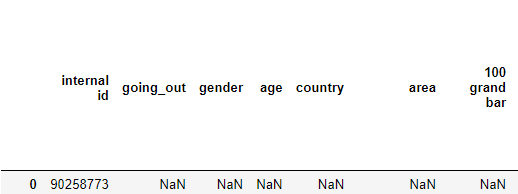 internal id going_out gender age country area 100 grand bar
0 90258773 NaN NaN NaN NaN NaN NaN